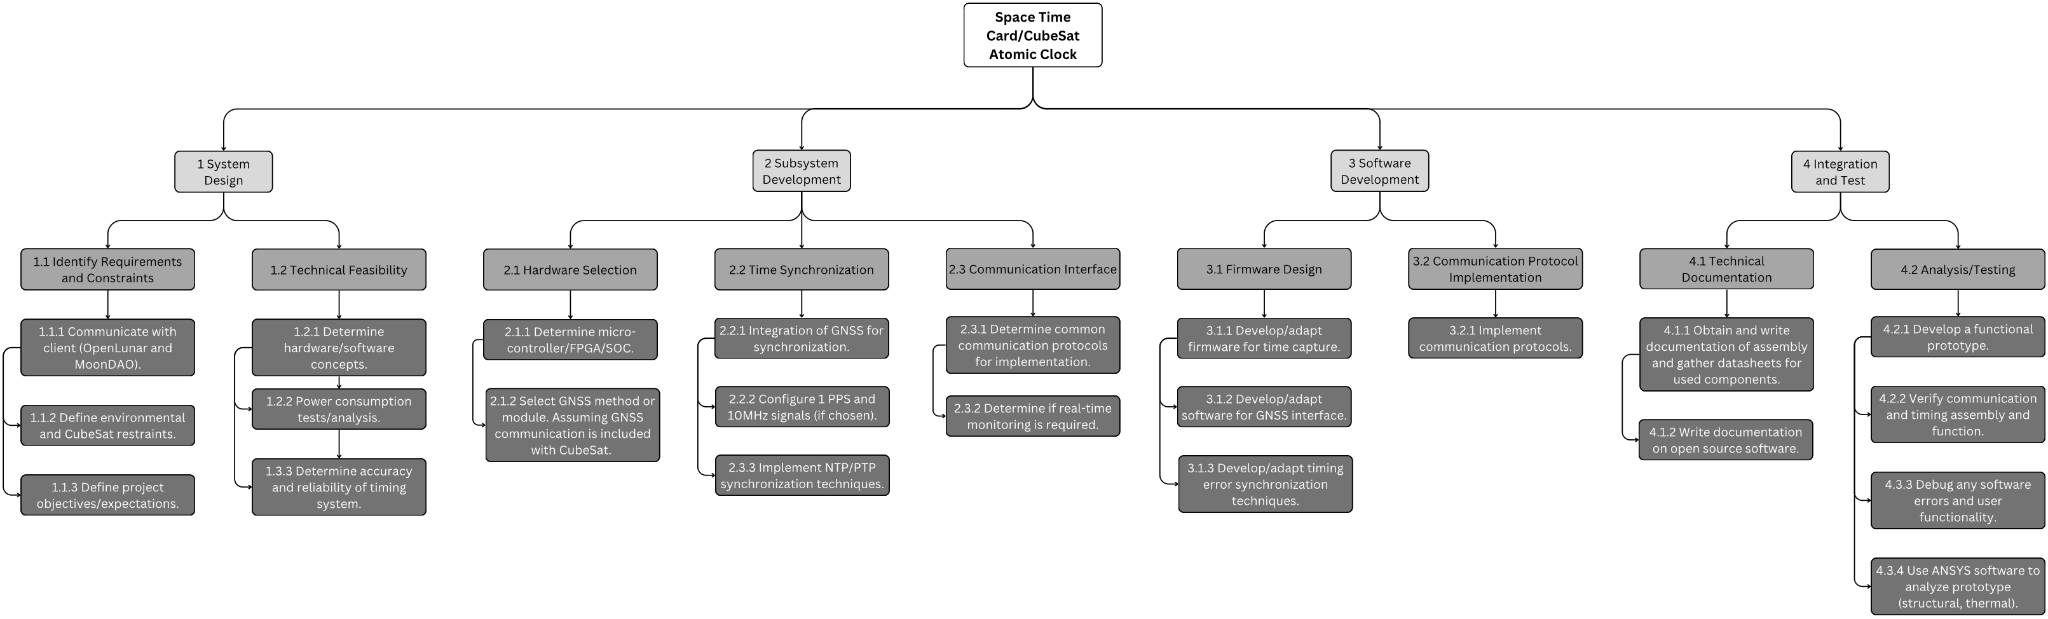 Space Time
Card/CubeSat
Atomic Clock
1 System
Design
2 Subsystem
Development
3 Software
Development
4 Integration
and Test
1.1 Identify Requirements
and Constraints
1.2 Technical Feasibility
2.1 Hardware Selection
2.2 Time Synchronization
2.3 Communication Interface
3.1 Firmware Design
3.2 Communication Protocol
Implementation
4.1 Technical
Documentation
4.2 Analysis/Testing
1.1.1 Communicate with
client (OpenLunar and
MoonDAO).
1.1.2 Define environmental
and CubeSat restraints.
1.1.3 Define project
objectives/expectations.
1.2.1 Determine
hardware/software
concepts.
1.2.2 Power consumption
tests/analysis.
1.3.3 Determine accuracy
and reliability of timing
system.
2.1.1 Determine micro-
controller/FPGA/SOC.
2.1.2 Select GNSS method or
module. Assuming GNSS
communication is included
with CubeSat.
2.2.1 Integration of GNSS for
synchronization.
2.2.2 Configure 1 PPS and
10MHz signals (if chosen).
2.3.3 Implement NTP/PTP
synchronization techniques.
2.3.1 Determine common
communication protocols
for implementation.
2.3.2 Determine if real-time
monitoring is required.
3.1.1 Develop/adapt
firmware for time capture.
3.1.2 Develop/adapt
software for GNSS interface.
3.1.3 Develop/adapt timing
error synchronization
techniques.
3.2.1 Implement
communication protocols.
4.1.1 Obtain and write
documentation of assembly
and gather datasheets for
used components.
4.1.2 Write documentation
on open source software.
4.2.1 Develop a functional
prototype.
4.2.2 Verify communication
and timing assembly and
function.
4.3.3 Debug any software
errors and user
functionality.
4.3.4 Use ANSYS software to
analyze prototype
(structural, thermal).